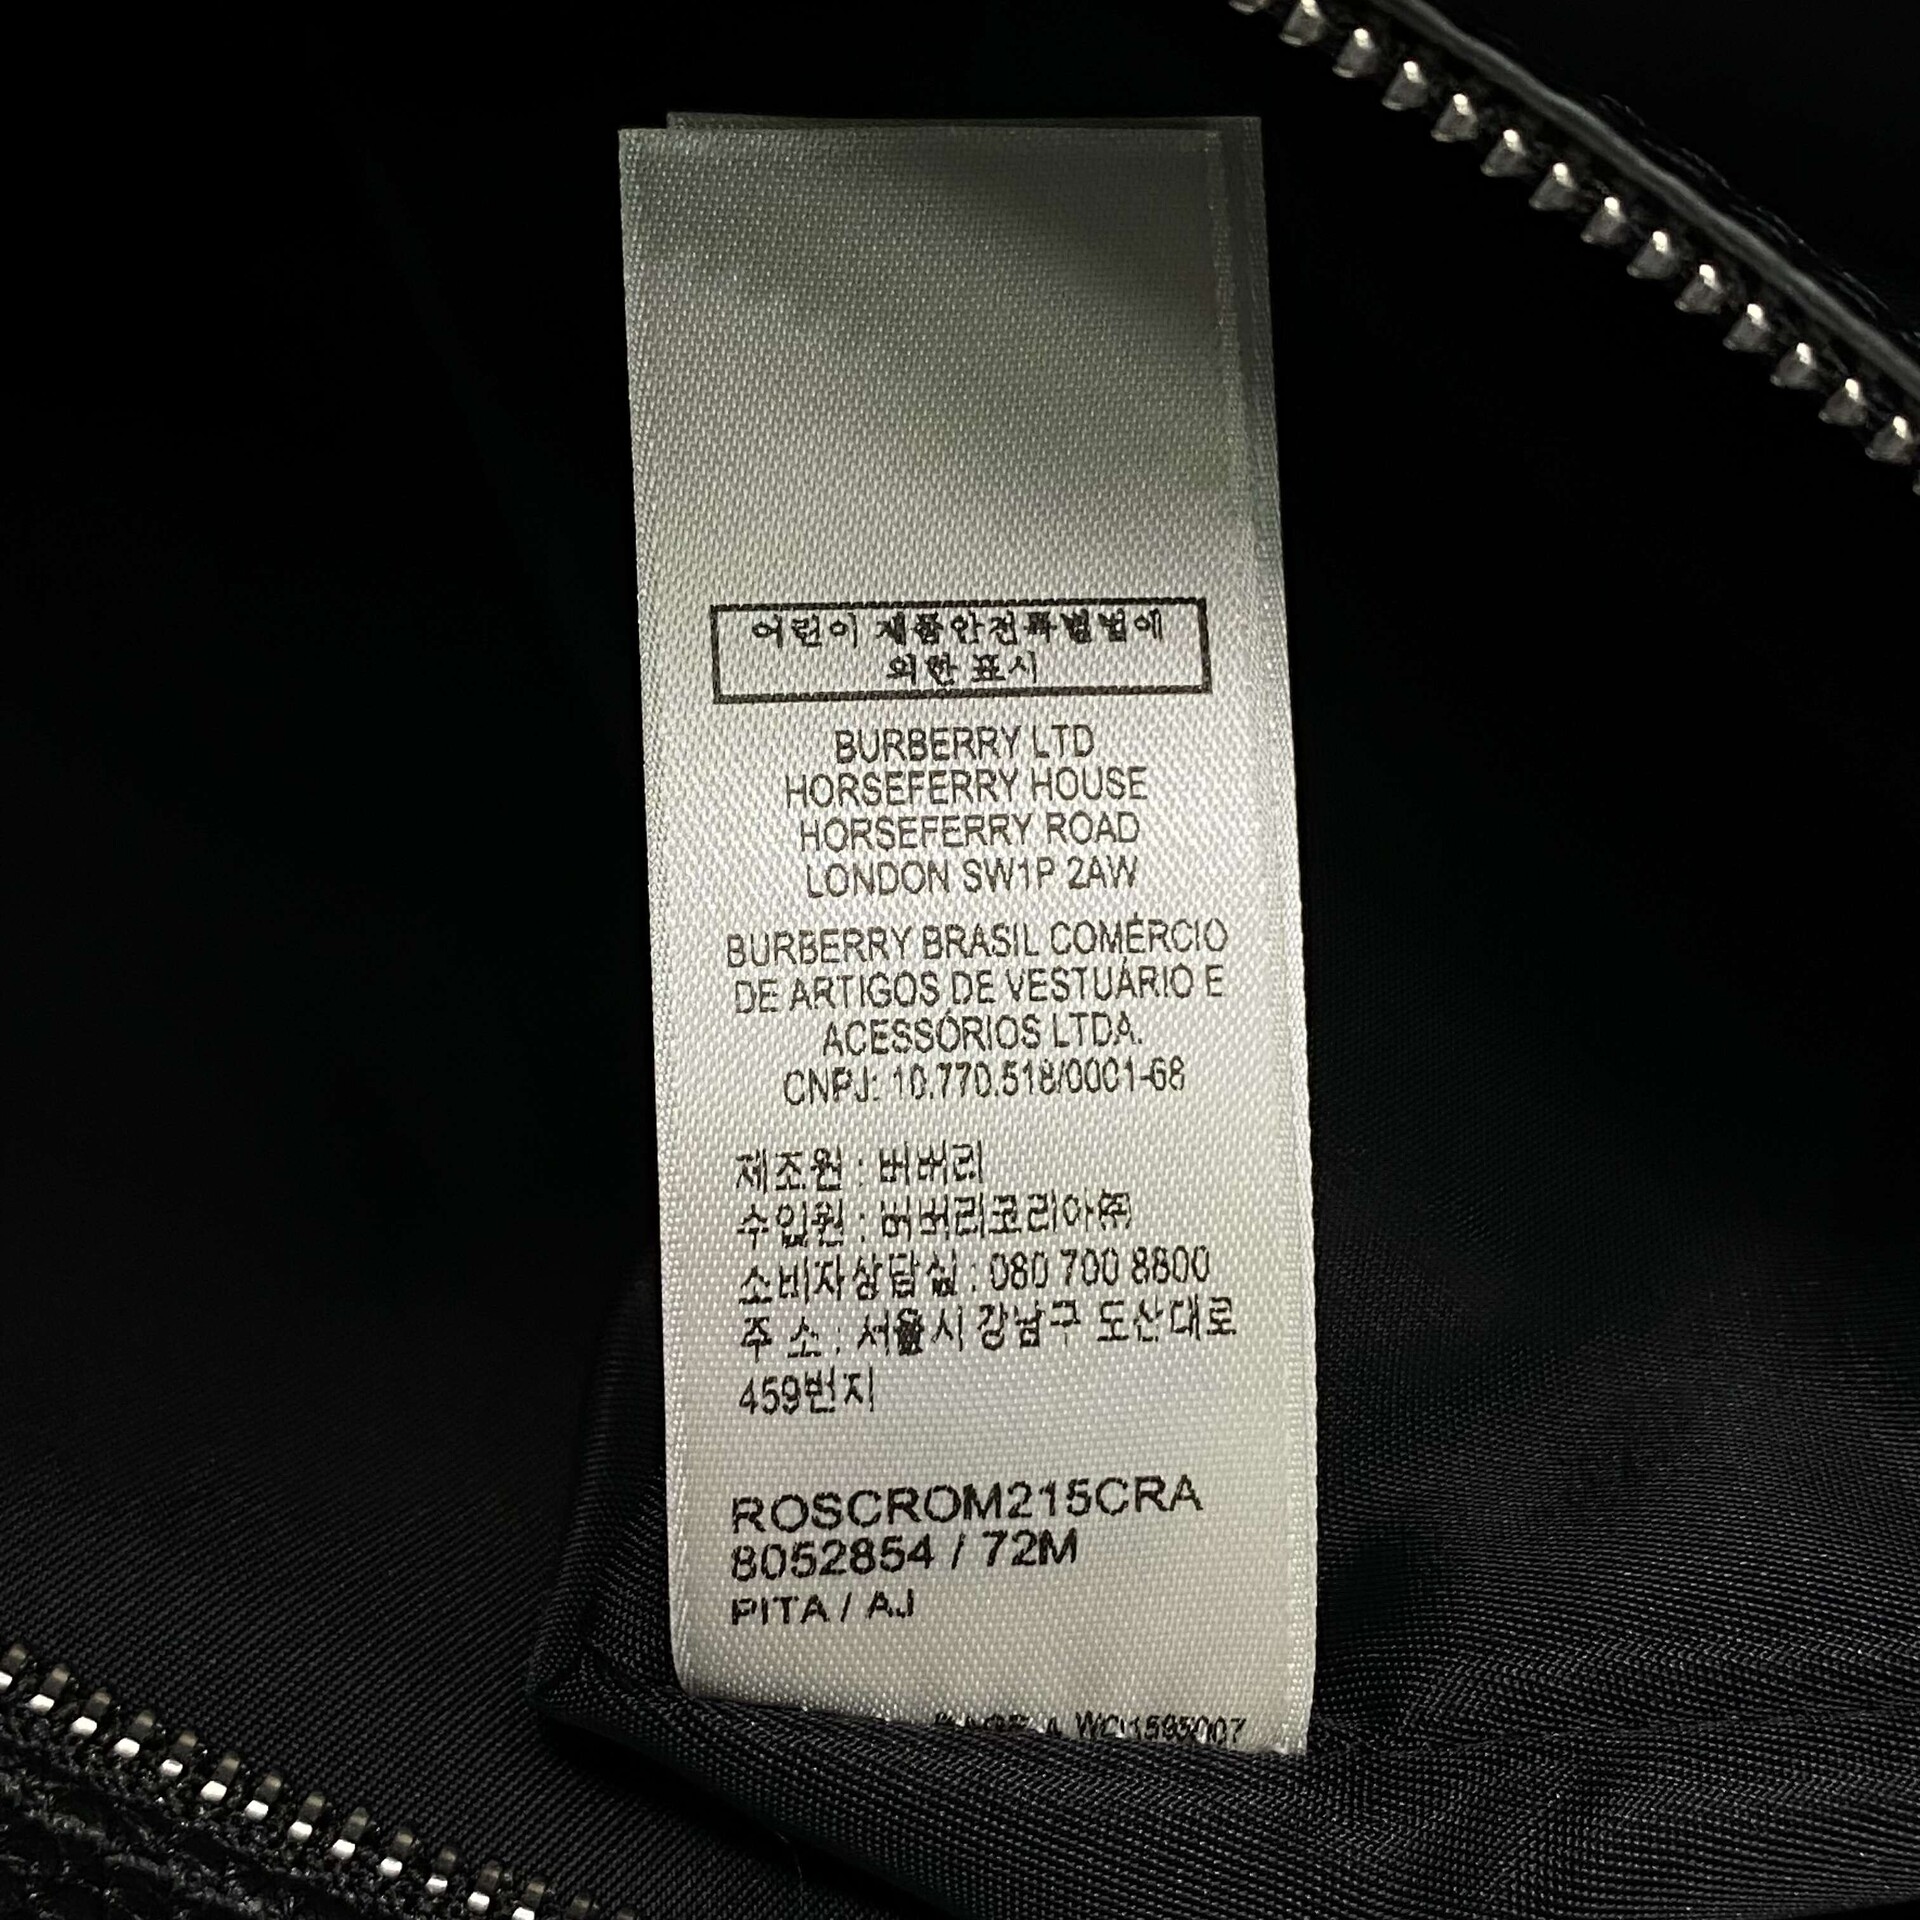 어린이 제품안전특별법에
의한 표시
BURBERRY LTD
HORSEFERRY HOUSE
HORSEFERRY ROAD
LONDON SW1P 2AW
BURBERRY BRASIL COMÉRCIO
DE ARTIGOS DE VESTUÁRIO E
ACESSÓRIOS LTDA.
CNPJ: 10.770.518/0001-68
제조원 : 버버리
수입원 : 버버리코리아㈜
소비자상담실 : 080 700 8800
주 소 : 서울시 강남구 도산대로
459번지
ROSCROM215CRA
8052854 / 72M
PITA / AJ